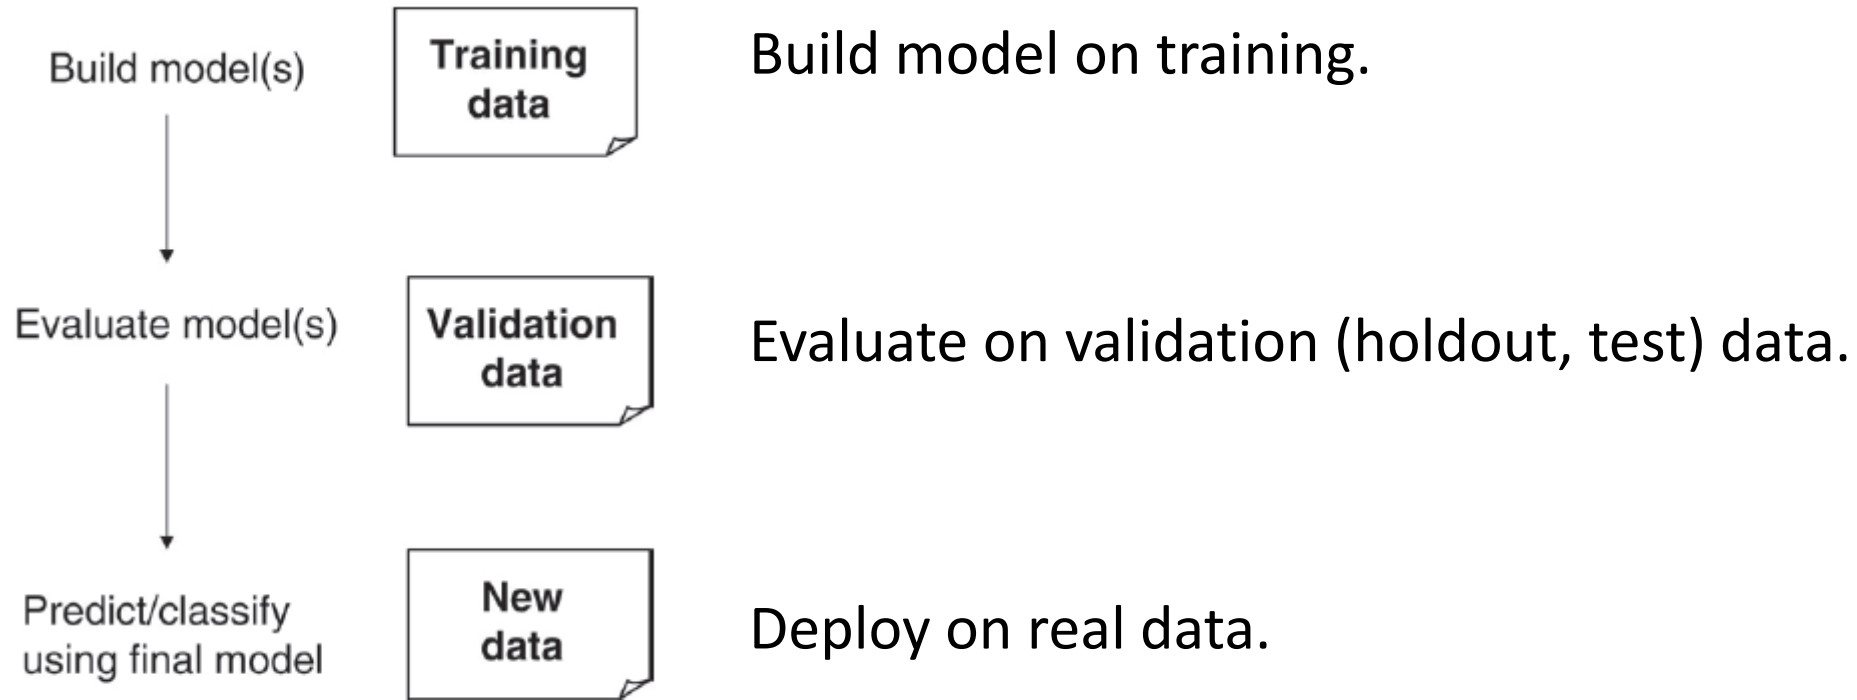 Build model(s)
Training
data
Build model on training.
Evaluate model(s)
Validation
data
Evaluate on validation (holdout, test) data.
Predict/classify
using final model
New
data
Deploy on real data.